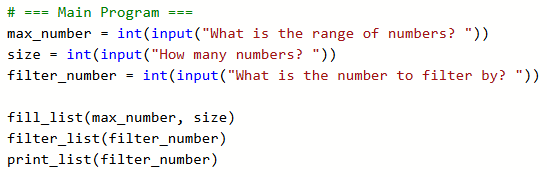 # === Main Program ===
max_number = int(input("What is the range of numbers? "))
size = int(input("How many numbers? "))
filter_number = int(input("What is the number to filter by? "))
fill_list(max_number, size)
filter_list(filter_number)
print_list(filter_number)